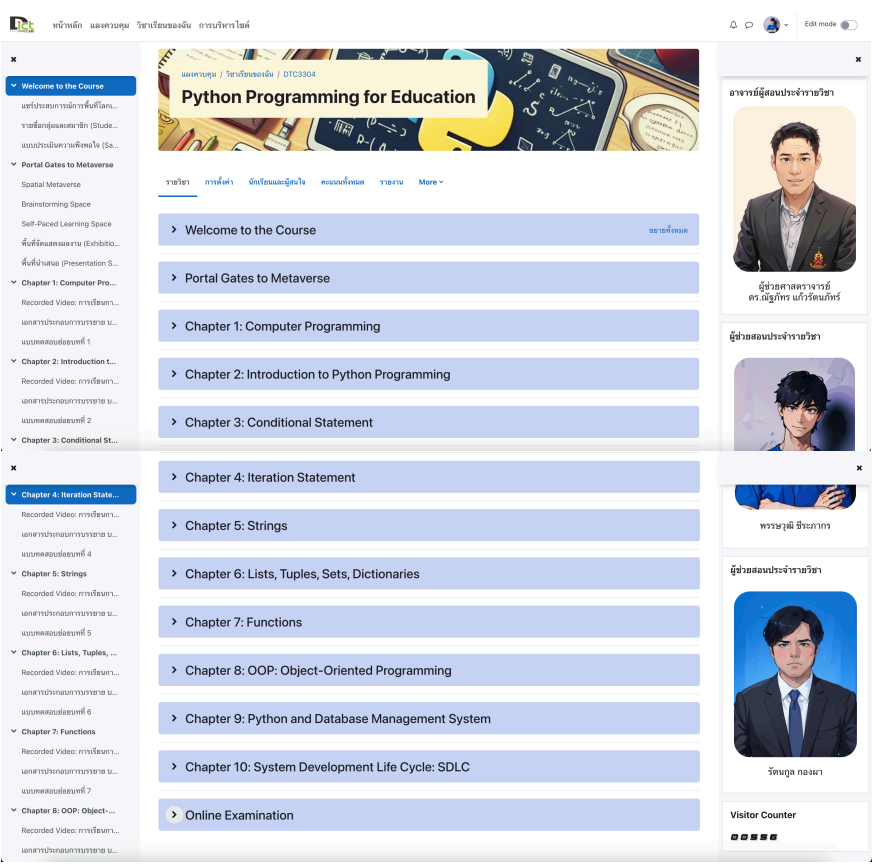 Dict
หน้าหลัก แผงควบคุม วิชาเรียนของฉัน การบริหารไซต์
Edit mode
Welcome to the Course
แชร์ประสบการณ์การพื้นที่โลกเ...
รายชื่อกลุ่มและสมาชิก (Stude...
แบบประเมินความพึงพอใจ (Sa...
Portal Gates to Metaverse
Spatial Metaverse
Brainstorming Space
Self-Paced Learning Space
พื้นที่จัดแสดงผลงาน (Exhibitio...
พื้นที่นำเสนอ (Presentation S...
Chapter 1: Computer Pro...
Recorded Video: การเรียนกา...
เอกสารประกอบการบรรยาย บ...
แบบทดสอบย่อยบทที่ 1
Chapter 2: Introduction t...
Recorded Video: การเรียนกา...
เอกสารประกอบการบรรยาย บ...
แบบทดสอบย่อยบทที่ 2
Chapter 3: Conditional St...
แผงควบคุม / วิชาเรียนของฉัน / DTC3304
Python Programming for Education
รายวิชา การตั้งค่า นักเรียนและผู้สนใจ คะแนนทั้งหมด รายงาน More
Welcome to the Course
ขยายทั้งหมด
Portal Gates to Metaverse
Chapter 1: Computer Programming
Chapter 2: Introduction to Python Programming
Chapter 3: Conditional Statement
อาจารย์ผู้สอนประจำรายวิชา
ผู้ช่วยศาสตราจารย์
ดร.ณัฐภัทร แก้วรัตนภัทร์
ผู้ช่วยสอนประจำรายวิชา
Chapter 4: Iteration State...
Recorded Video: การเรียนกา...
เอกสารประกอบการบรรยาย บ...
แบบทดสอบย่อยบทที่ 4
Chapter 5: Strings
Recorded Video: การเรียนกา...
เอกสารประกอบการบรรยาย บ...
แบบทดสอบย่อยบทที่ 5
Chapter 6: Lists, Tuples, ...
Recorded Video: การเรียนกา...
เอกสารประกอบการบรรยาย บ...
แบบทดสอบย่อยบทที่ 6
Chapter 7: Functions
Recorded Video: การเรียนกา...
เอกสารประกอบการบรรยาย บ...
แบบทดสอบย่อยบทที่ 7
Chapter 8: OOP: Object-...
Recorded Video: การเรียนกา...
เอกสารประกอบการบรรยาย บ...
Chapter 4: Iteration Statement
Chapter 5: Strings
Chapter 6: Lists, Tuples, Sets, Dictionaries
Chapter 7: Functions
Chapter 8: OOP: Object-Oriented Programming
Chapter 9: Python and Database Management System
Chapter 10: System Development Life Cycle: SDLC
Online Examination
พรรษวุฒิ ชีระภากร
ผู้ช่วยสอนประจำรายวิชา
รัตนกูล กองผา
Visitor Counter
00556